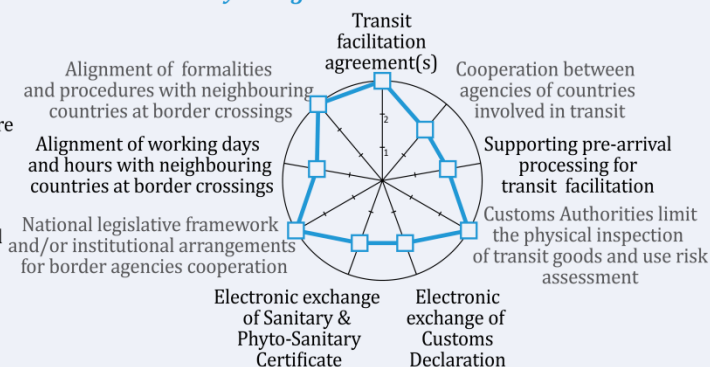 Transit
facilitation
agreement(s)
Alignment of formalities
and procedures with neighbouring
countries at border crossings
Cooperation between
agencies of countries
involved in transit
2
1
re
Alignment of working days
and hours with neighbouring
countries at border crossings
Supporting pre-arrival
processing for
transit facilitation
National legislative framework
and/or institutional arrangements
for border agencies cooperation
Customs Authorities limit
the physical inspection
of transit goods and use risk
assessment
Electronic exchange
of Sanitary &
Phyto-Sanitary
Certificate
Electronic
exchange of
Customs
Declaration